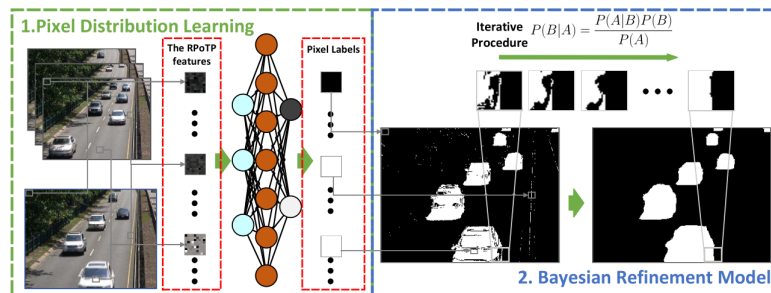 1.Pixel Distribution Learning
The RPoTP
features
Pixel Labels
Iterative
Procedure
P(B|A) = P(A|B)P(B) / P(A)
2. Bayesian Refinement Model